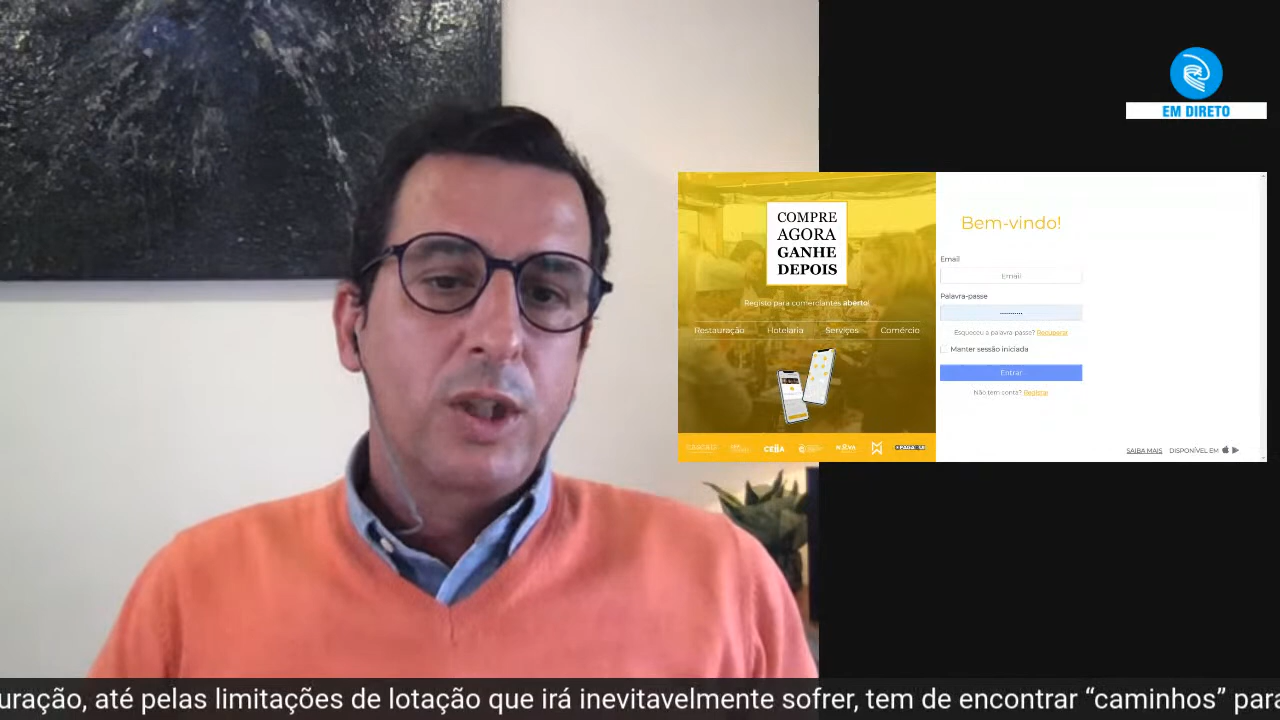 EM DIRETO
COMPRE
AGORA
GANHE
DEPOIS
Registo para comerciantes aberto!
Restauração Hotelaria Serviços Comércio
CEiiA
Bem-vindo!
Email
Email
Palavra-passe
Esqueceu a palavra-passe? Recuperar
Manter sessão iniciada
Entrar
Não tem conta? Registar
SAIBA MAIS DISPONÍVEL EM
uração, até pelas limitações de lotação que irá inevitavelmente sofrer, tem de encontrar “caminhos” para